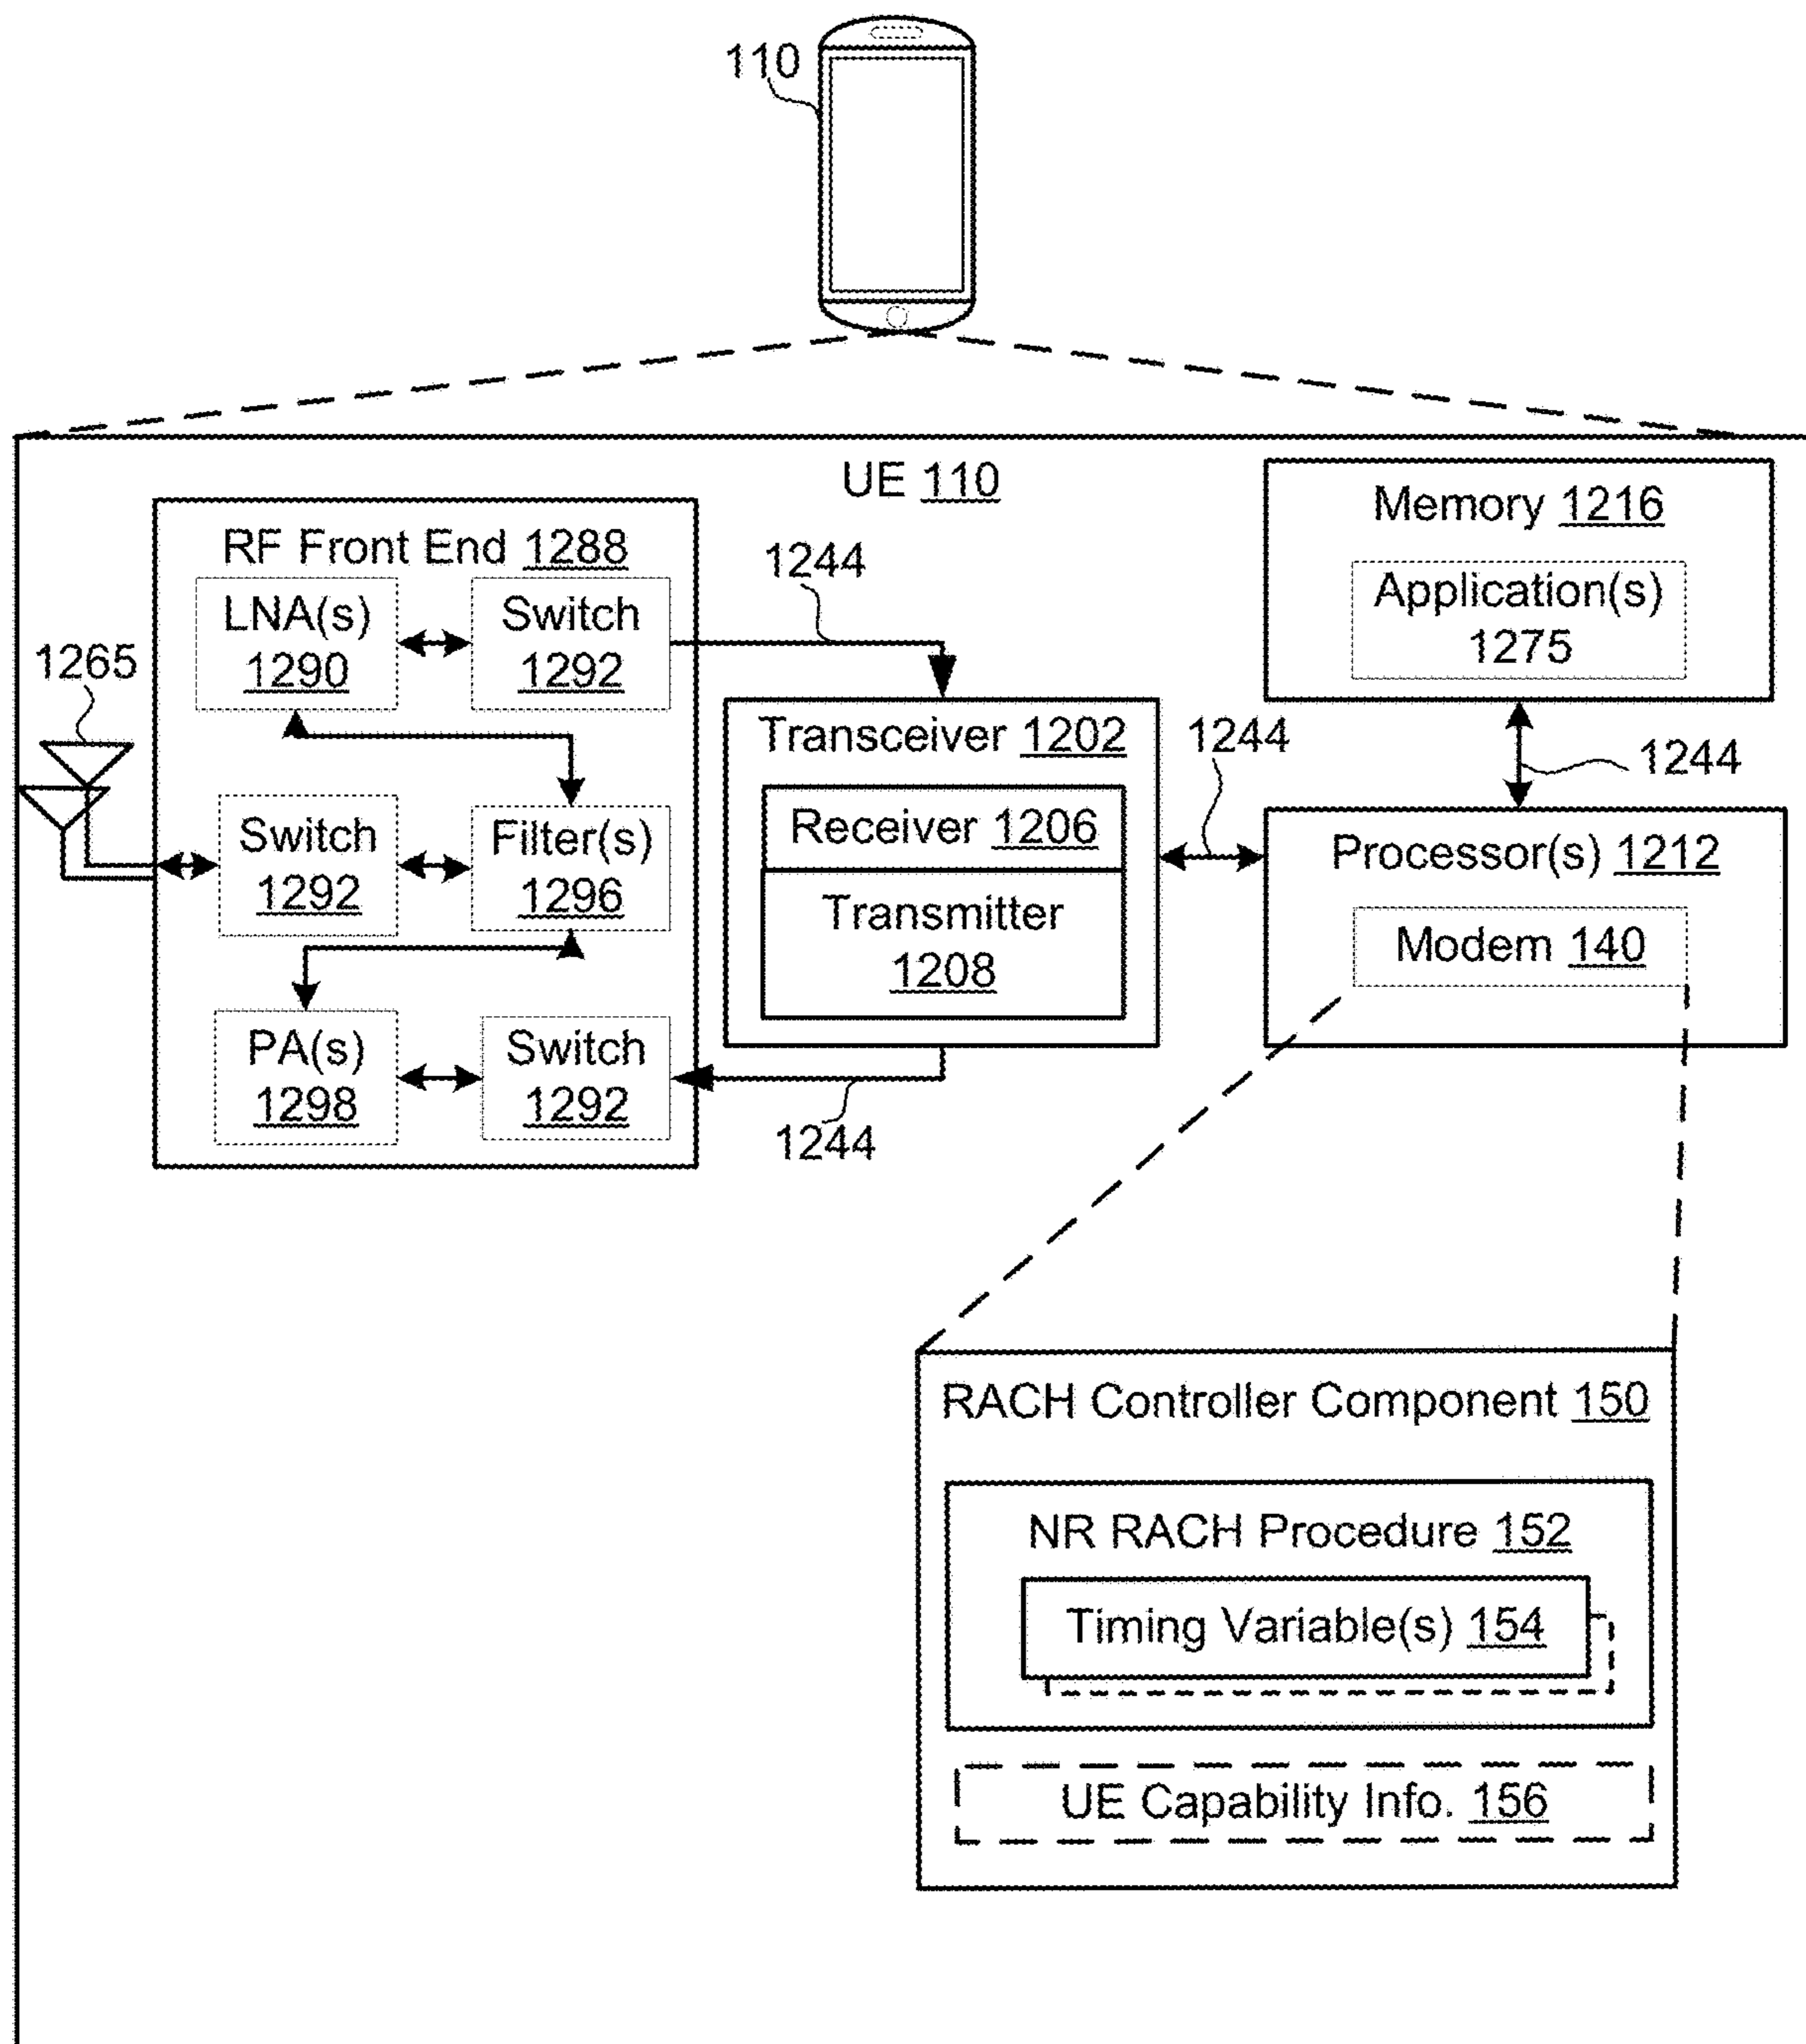 110
UE 110
RF Front End 1288
LNA(s)
1290
Switch
1292
1244
1265
Switch
1292
Filter(s)
1296
PA(s)
1298
Switch
1292
1244
Transceiver 1202
Receiver 1206
Transmitter
1208
1244
Memory 1216
Application(s)
1275
1244
Processor(s) 1212
Modem 140
RACH Controller Component 150
NR RACH Procedure 152
Timing Variable(s) 154
UE Capability Info. 156